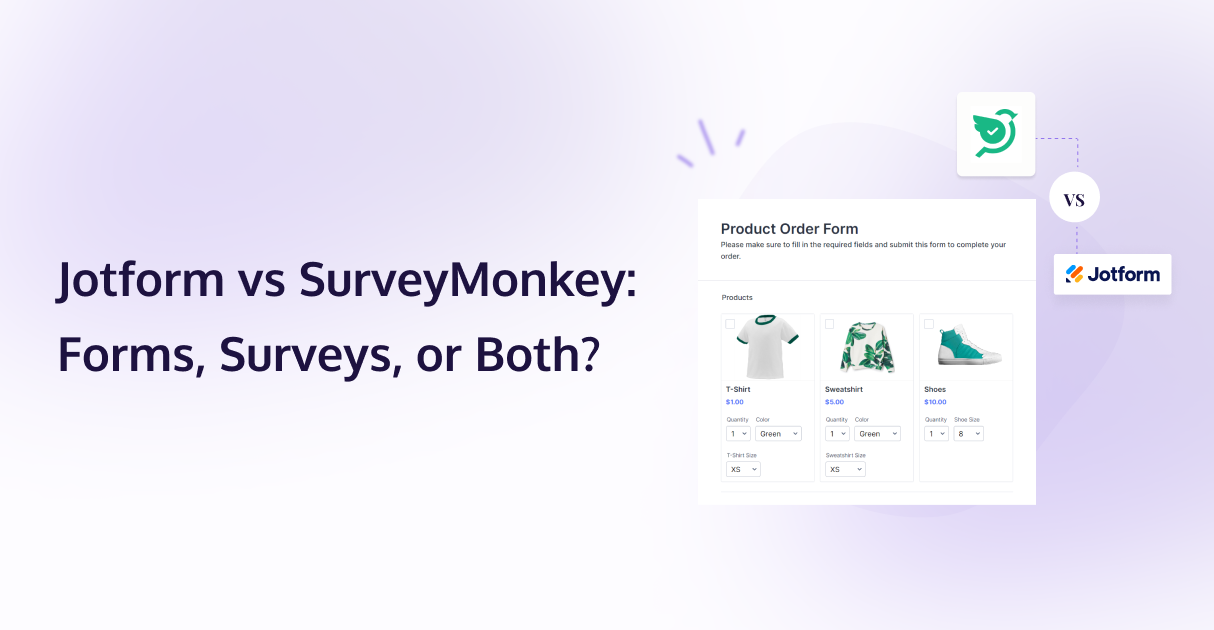 Jotform vs SurveyMonkey:
Forms, Surveys, or Both?
VS
Jotform
Product Order Form
Please make sure to fill in the required fields and submit this form to complete your
order.
Products
T-Shirt
$1.00
Quantity Color
1 Green
T-Shirt Size
XS
Sweatshirt
$5.00
Quantity Color
1 Green
Sweatshirt Size
XS
Shoes
$10.00
Quantity Shoe Size
1 8